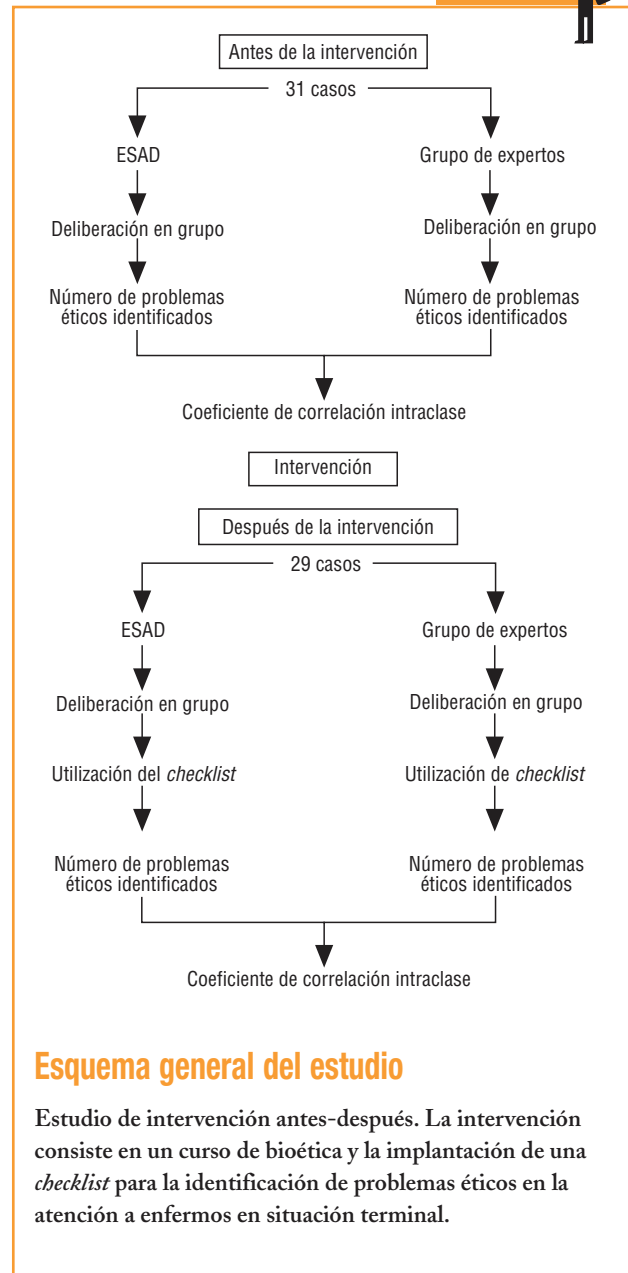 Antes de la intervención
31 casos
ESAD
Grupo de expertos
Deliberación en grupo
Deliberación en grupo
Número de problemas
éticos identificados
Número de problemas
éticos identificados
Coeficiente de correlación intraclase
Intervención
Después de la intervención
29 casos
ESAD
Grupo de expertos
Deliberación en grupo
Deliberación en grupo
Utilización del checklist
Utilización de checklist
Número de problemas
éticos identificados
Número de problemas
éticos identificados
Coeficiente de correlación intraclase
Esquema general del estudio
Estudio de intervención antes-después. La intervención
consiste en un curso de bioética y la implantación de una
checklist para la identificación de problemas éticos en la
atención a enfermos en situación terminal.